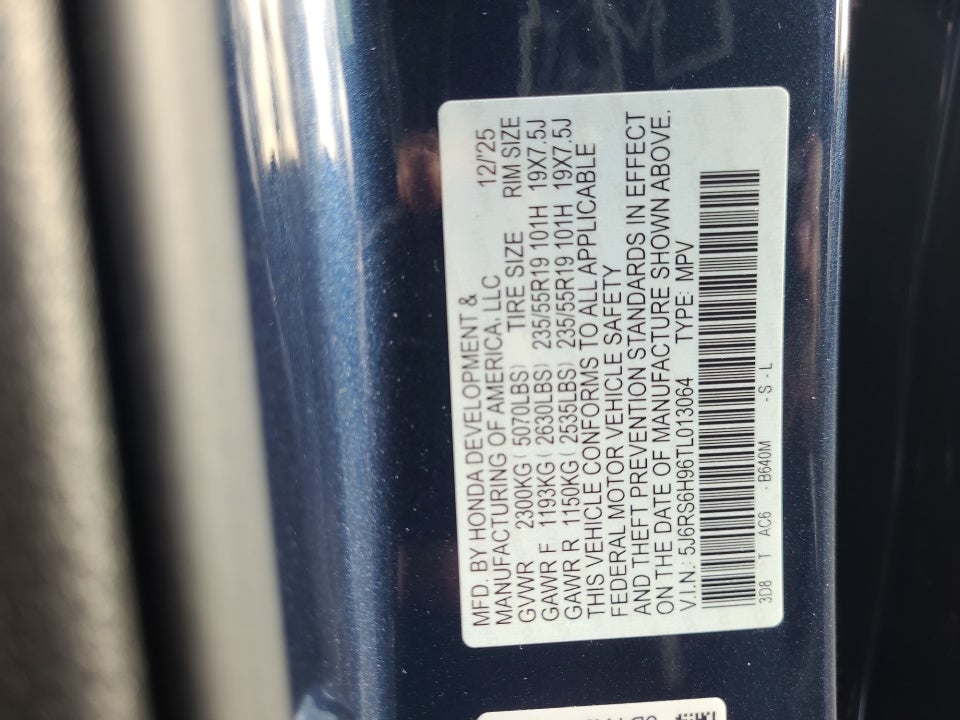 MFD. BY HONDA DEVELOPMENT &
MANUFACTURING OF AMERICA, LLC 12/'25
GVWR 2300KG ( 5070LBS) TIRE SIZE RIM SIZE
GAWR F 1193KG ( 2630LBS) 235/55R19 101H 19X7.5J
GAWR R 1150KG ( 2535LBS) 235/55R19 101H 19X7.5J
THIS VEHICLE CONFORMS TO ALL APPLICABLE
FEDERAL MOTOR VEHICLE SAFETY
AND THEFT PREVENTION STANDARDS IN EFFECT
ON THE DATE OF MANUFACTURE SHOWN ABOVE.
V.I.N.: 5J6RS6H96TL013064 TYPE: MPV
3D8 T AC6 -B640M -S-L